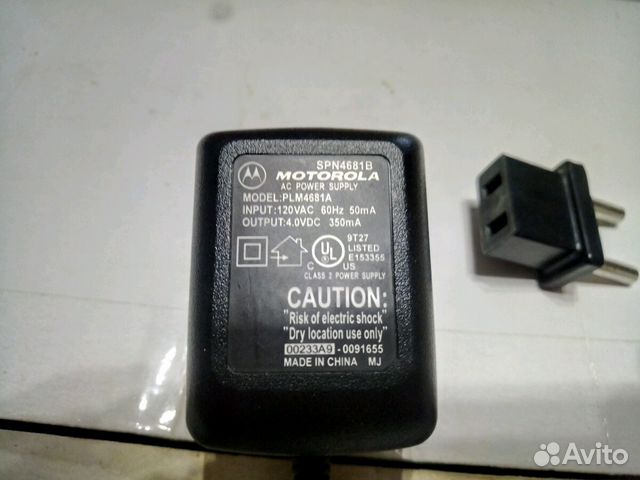 SPN4681B
MOTOROLA
AC POWER SUPPLY
MODEL:PLM4681A
INPUT:120VAC 60Hz 50mA
OUTPUT:4.0VDC 350mA
9T27
UL LISTED
E153355
C US
CLASS 2 POWER SUPPLY
CAUTION:
"Risk of electric shock"
"Dry location use only"
00233A9-0091655
MADE IN CHINA MJ
Avito